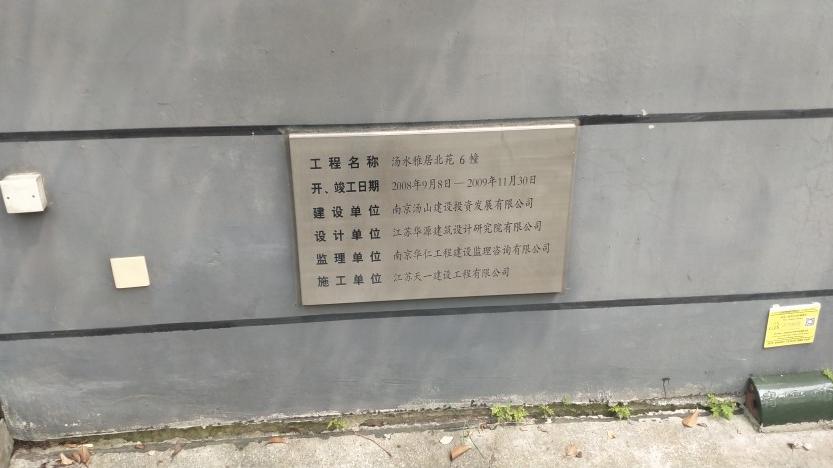 工程名称 汤水雅居北苑 6 幢
开、竣工日期 2008年9月8日—2009年11月30日
建设单位 南京汤山建设投资发展有限公司
设计单位 江苏华源建筑设计研究院有限公司
监理单位 南京华仁工程建设监理咨询有限公司
施工单位 江苏天一建设工程有限公司